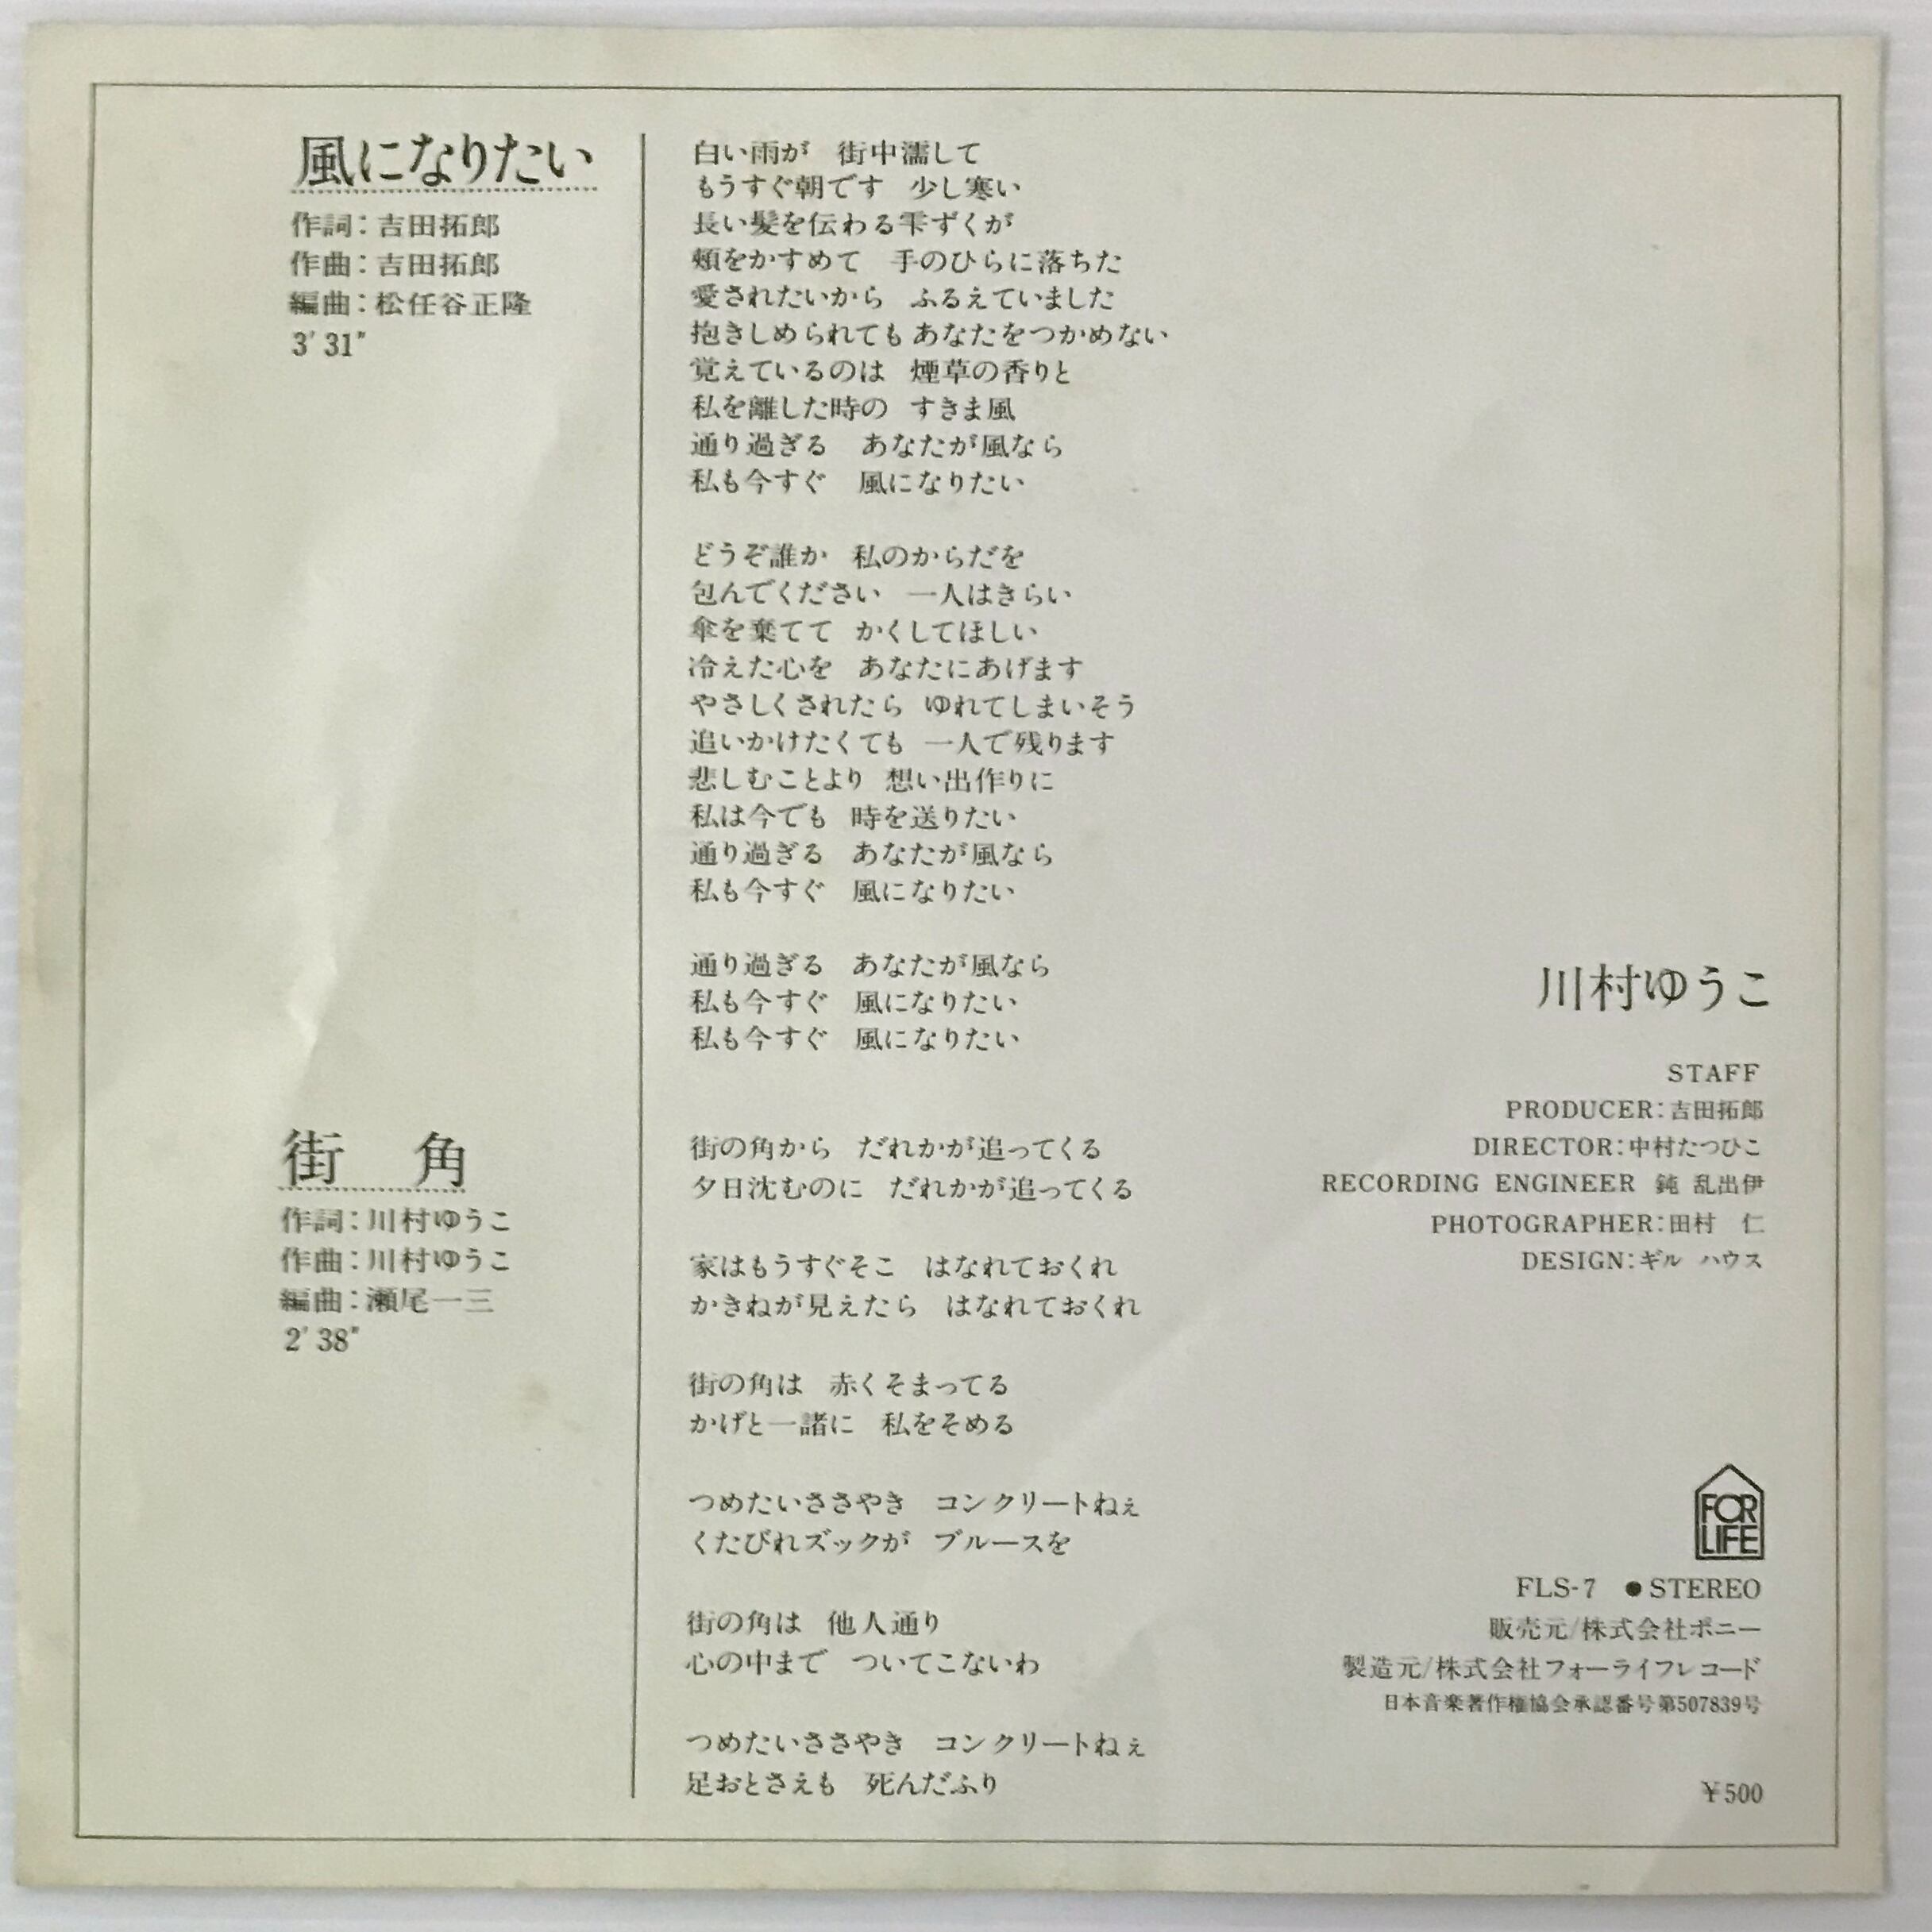 風になりたい
作詞：吉田拓郎
作曲：吉田拓郎
編曲：松任谷正隆
3′31″
白い雨が　街中濡して
もうすぐ朝です　少し寒い
長い髪を伝わる雫ずくが
頬をかすめて　手のひらに落ちた
愛されたいから　ふるえていました
抱きしめられても あなたをつかめない
覚えているのは　煙草の香りと
私を離した時の　すきま風
通り過ぎる　あなたが風なら
私も今すぐ　風になりたい
どうぞ誰か　私のからだを
包んでください　一人はきらい
傘を棄てて　かくしてほしい
冷えた心を　あなたにあげます
やさしくされたら　ゆれてしまいそう
追いかけたくても　一人で残ります
悲しむことより　想い出作りに
私は今でも　時を送りたい
通り過ぎる　あなたが風なら
私も今すぐ　風になりたい
通り過ぎる　あなたが風なら
私も今すぐ　風になりたい
私も今すぐ　風になりたい
街　角
作詞：川村ゆうこ
作曲：川村ゆうこ
編曲：瀬尾一三
2′38″
街の角から　だれかが追ってくる
夕日沈むのに　だれかが追ってくる
家はもうすぐそこ　はなれておくれ
かきねが見えたら　はなれておくれ
街の角は　赤くそまってる
かげと一諸に　私をそめる
つめたいささやき　コンクリートねぇ
くたびれズックが　ブルースを
街の角は　他人通り
心の中まで　ついてこないわ
つめたいささやき　コンクリートねぇ
足おとさえも　死んだふり
川村ゆうこ
STAFF
PRODUCER：吉田拓郎
DIRECTOR：中村たつひこ
RECORDING ENGINEER 鈍 乱出伊
PHOTOGRAPHER：田村　仁
DESIGN：ギル ハウス
FOR
LIFE
FLS-7　●STEREO
販売元/株式会社ポニー
製造元/株式会社フォーライフレコード
日本音楽著作権協会承認番号第507839号
￥500